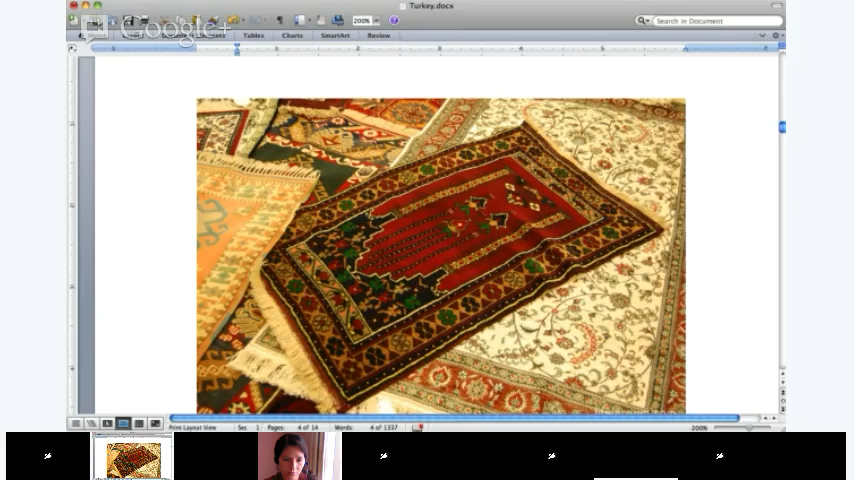 Turkey.docx
Google+
200%
Search in Document
Tables
Charts
SmartArt
Review
Print Layout View
Sec 1
Pages: 4 of 14
Words: 4 of 1337
200%